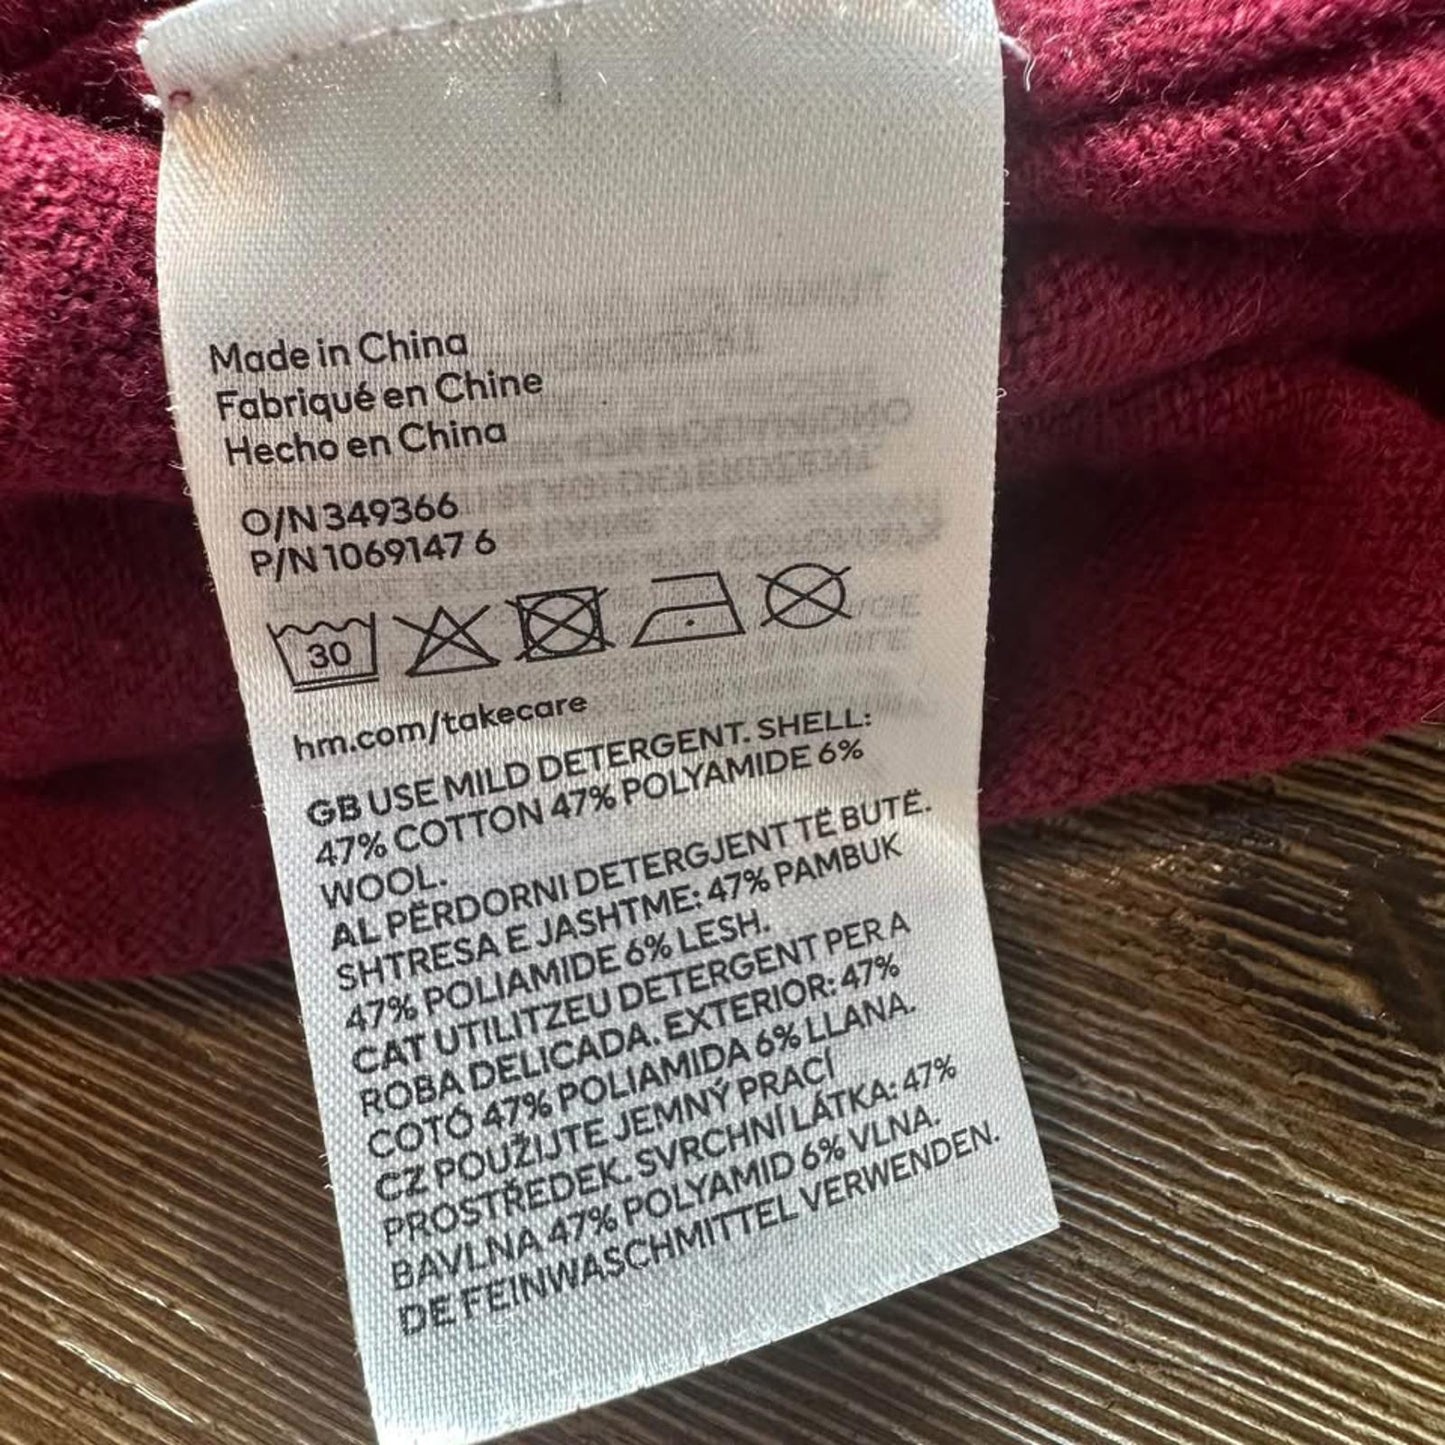 Made in China
Fabriqué en Chine
Hecho en China
O/N 349366
P/N 1069147 6
30
hm.com/takecare
GB USE MILD DETERGENT. SHELL:
47% COTTON 47% POLYAMIDE 6%
WOOL.
AL PËRDORNI DETERGJENT TË BUTË.
SHTRESA E JASHTME: 47% PAMBUK
47% POLIAMIDE 6% LESH.
CAT UTILITZEU DETERGENT PER A
ROBA DELICADA. EXTERIOR: 47%
COTÓ 47% POLIAMIDA 6% LLANA.
CZ POUŽIJTE JEMNÝ PRACÍ
PROSTŘEDEK. SVRCHNÍ LÁTKA: 47%
BAVLNA 47% POLYAMID 6% VLNA.
DE FEINWASCHMITTEL VERWENDEN.